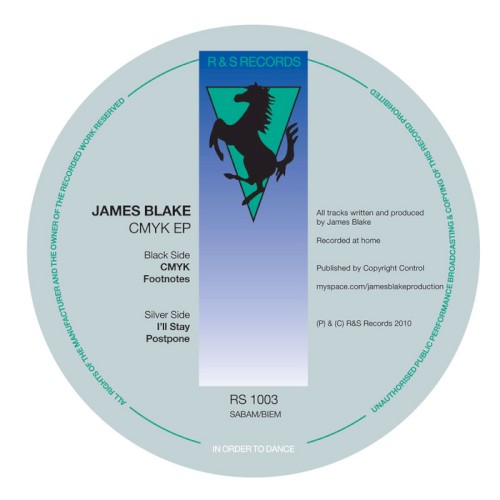 R & S RECORDS
ALL RIGHTS OF THE MANUFACTURER AND THE OWNER OF THE RECORDED WORK RESERVED
UNAUTHORISED PUBLIC PERFORMANCE BROADCASTING & COPYING OF THIS RECORD PROHIBITED
JAMES BLAKE
CMYK EP
Black Side
CMYK
Footnotes
Silver Side
I'll Stay
Postpone
All tracks written and produced
by James Blake
Recorded at home
Published by Copyright Control
myspace.com/jamesblakeproduction
(P) & (C) R&S Records 2010
RS 1003
SABAM/BIEM
IN ORDER TO DANCE